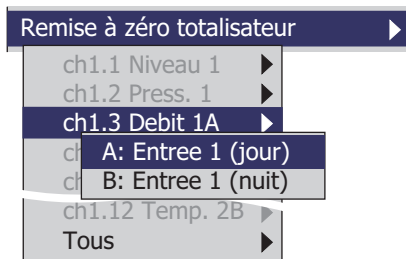 Remise à zéro totalisateur
ch1.1 Niveau 1
ch1.2 Press. 1
ch1.3 Debit 1A
A: Entree 1 (jour)
B: Entree 1 (nuit)
ch1.12 Temp. 2B
Tous